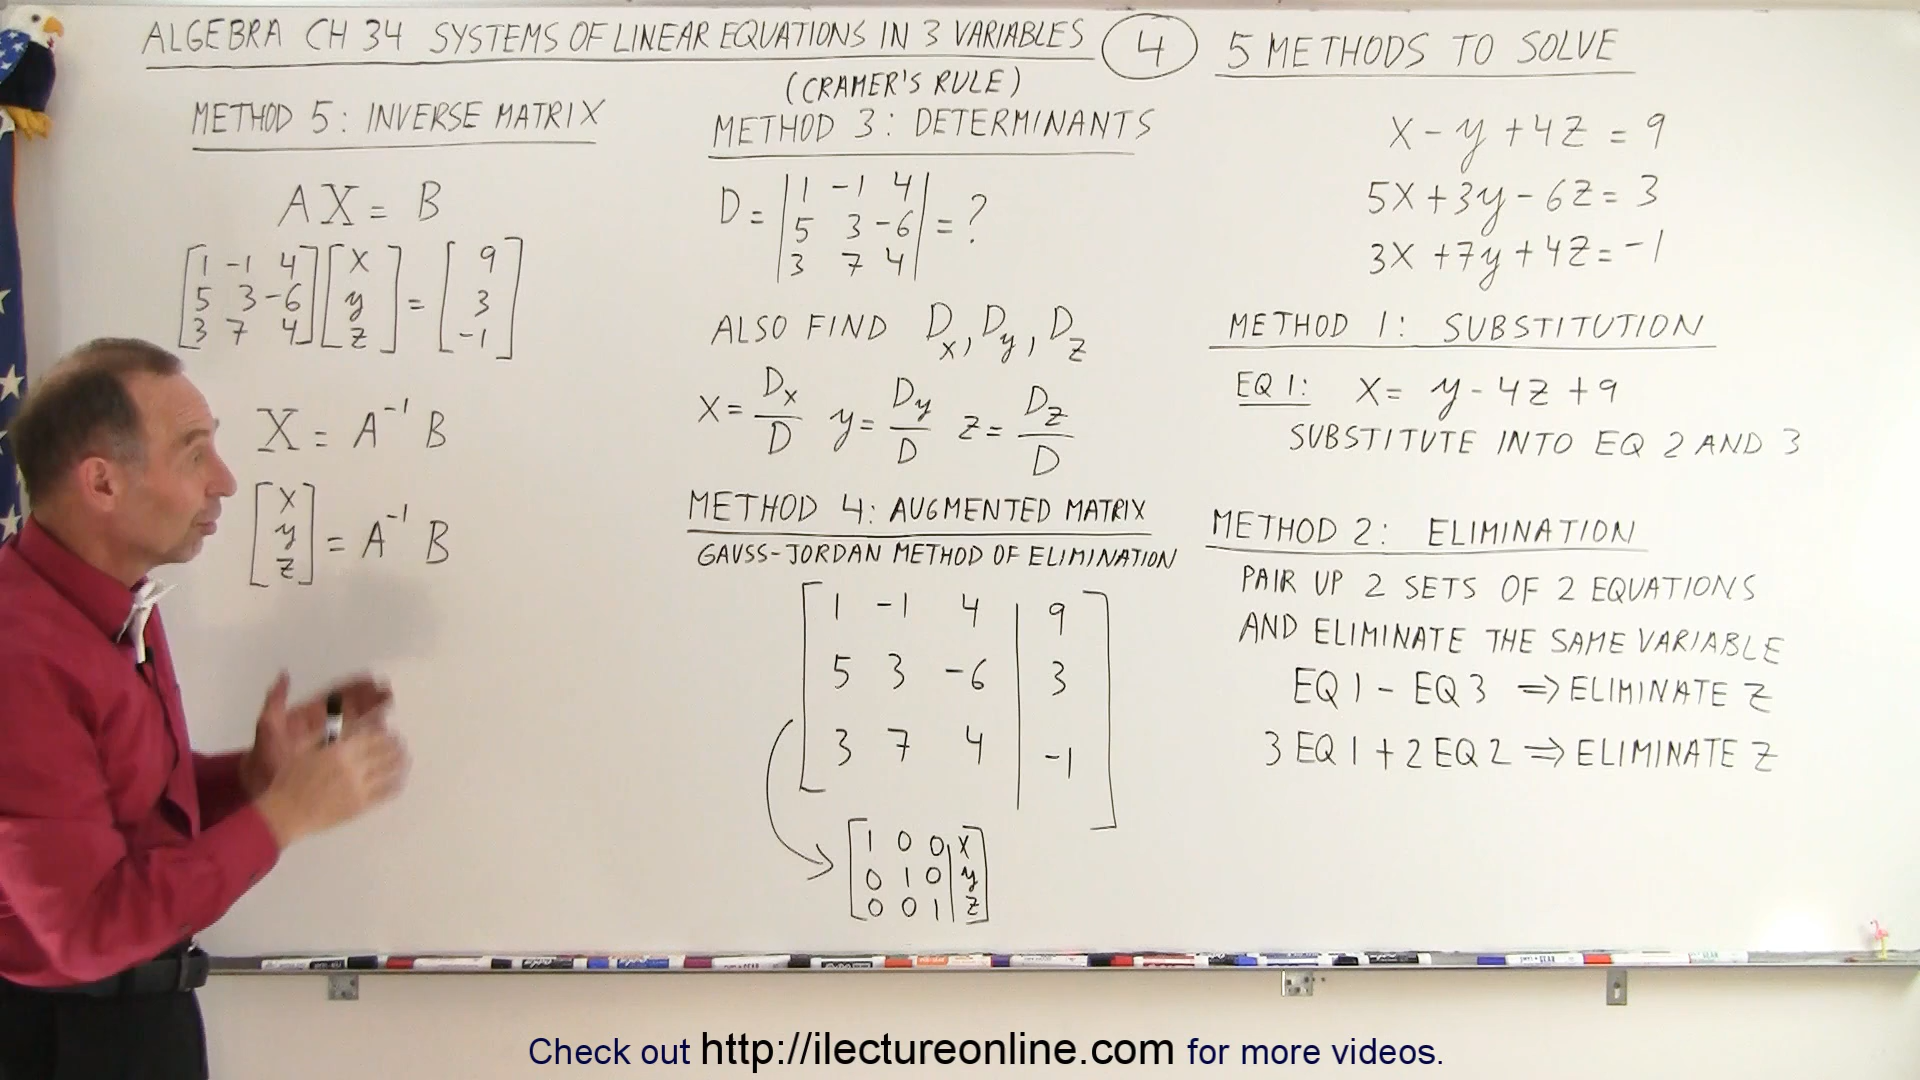 ALGEBRA CH 34 SYSTEMS OF LINEAR EQUATIONS IN 3 VARIABLES 4 5 METHODS TO SOLVE
METHOD 5: INVERSE MATRIX
AX = B
1 -1 4 x 9
5 3 -6 y = 3
3 7 4 z -1
X = A⁻¹ B
x
y = A⁻¹ B
z
(CRAMER'S RULE)
METHOD 3: DETERMINANTS
1 -1 4
D = 5 3 -6 = ?
3 7 4
ALSO FIND Dx, Dy, Dz
x = Dx/D y = Dy/D z = Dz/D
METHOD 4: AUGMENTED MATRIX
GAUSS-JORDAN METHOD OF ELIMINATION
1 -1 4 | 9
5 3 -6 | 3
3 7 4 | -1
1 0 0 | x
0 1 0 | y
0 0 1 | z
x - y + 4z = 9
5x + 3y - 6z = 3
3x + 7y + 4z = -1
METHOD 1: SUBSTITUTION
EQ 1: x = y - 4z + 9
SUBSTITUTE INTO EQ 2 AND 3
METHOD 2: ELIMINATION
PAIR UP 2 SETS OF 2 EQUATIONS
AND ELIMINATE THE SAME VARIABLE
EQ 1 - EQ 3 ⇒ ELIMINATE z
3 EQ 1 + 2 EQ 2 ⇒ ELIMINATE z
Check out http://ilectureonline.com for more videos.